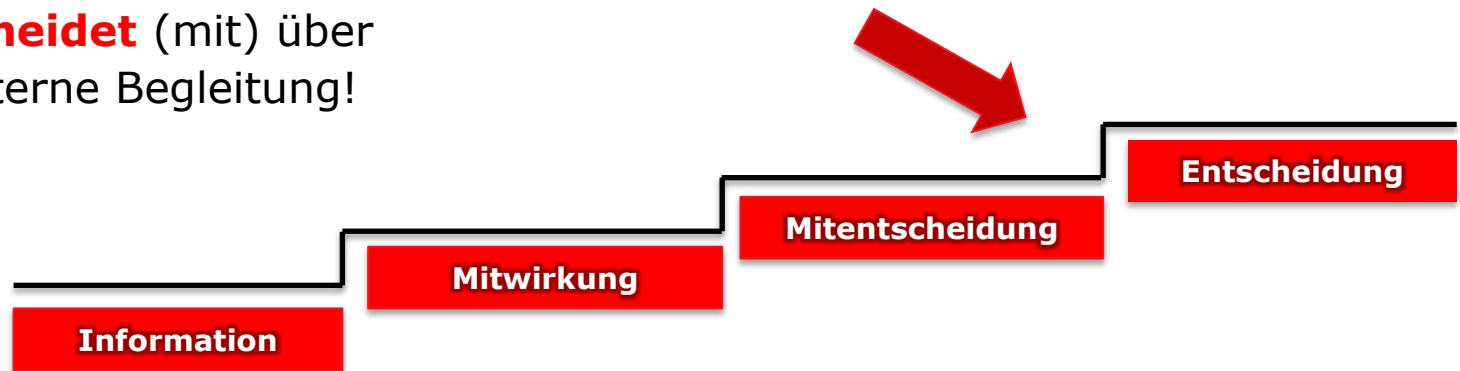 heidet (mit) über
terne Begleitung!
Entscheidung
Mitentscheidung
Mitwirkung
Information